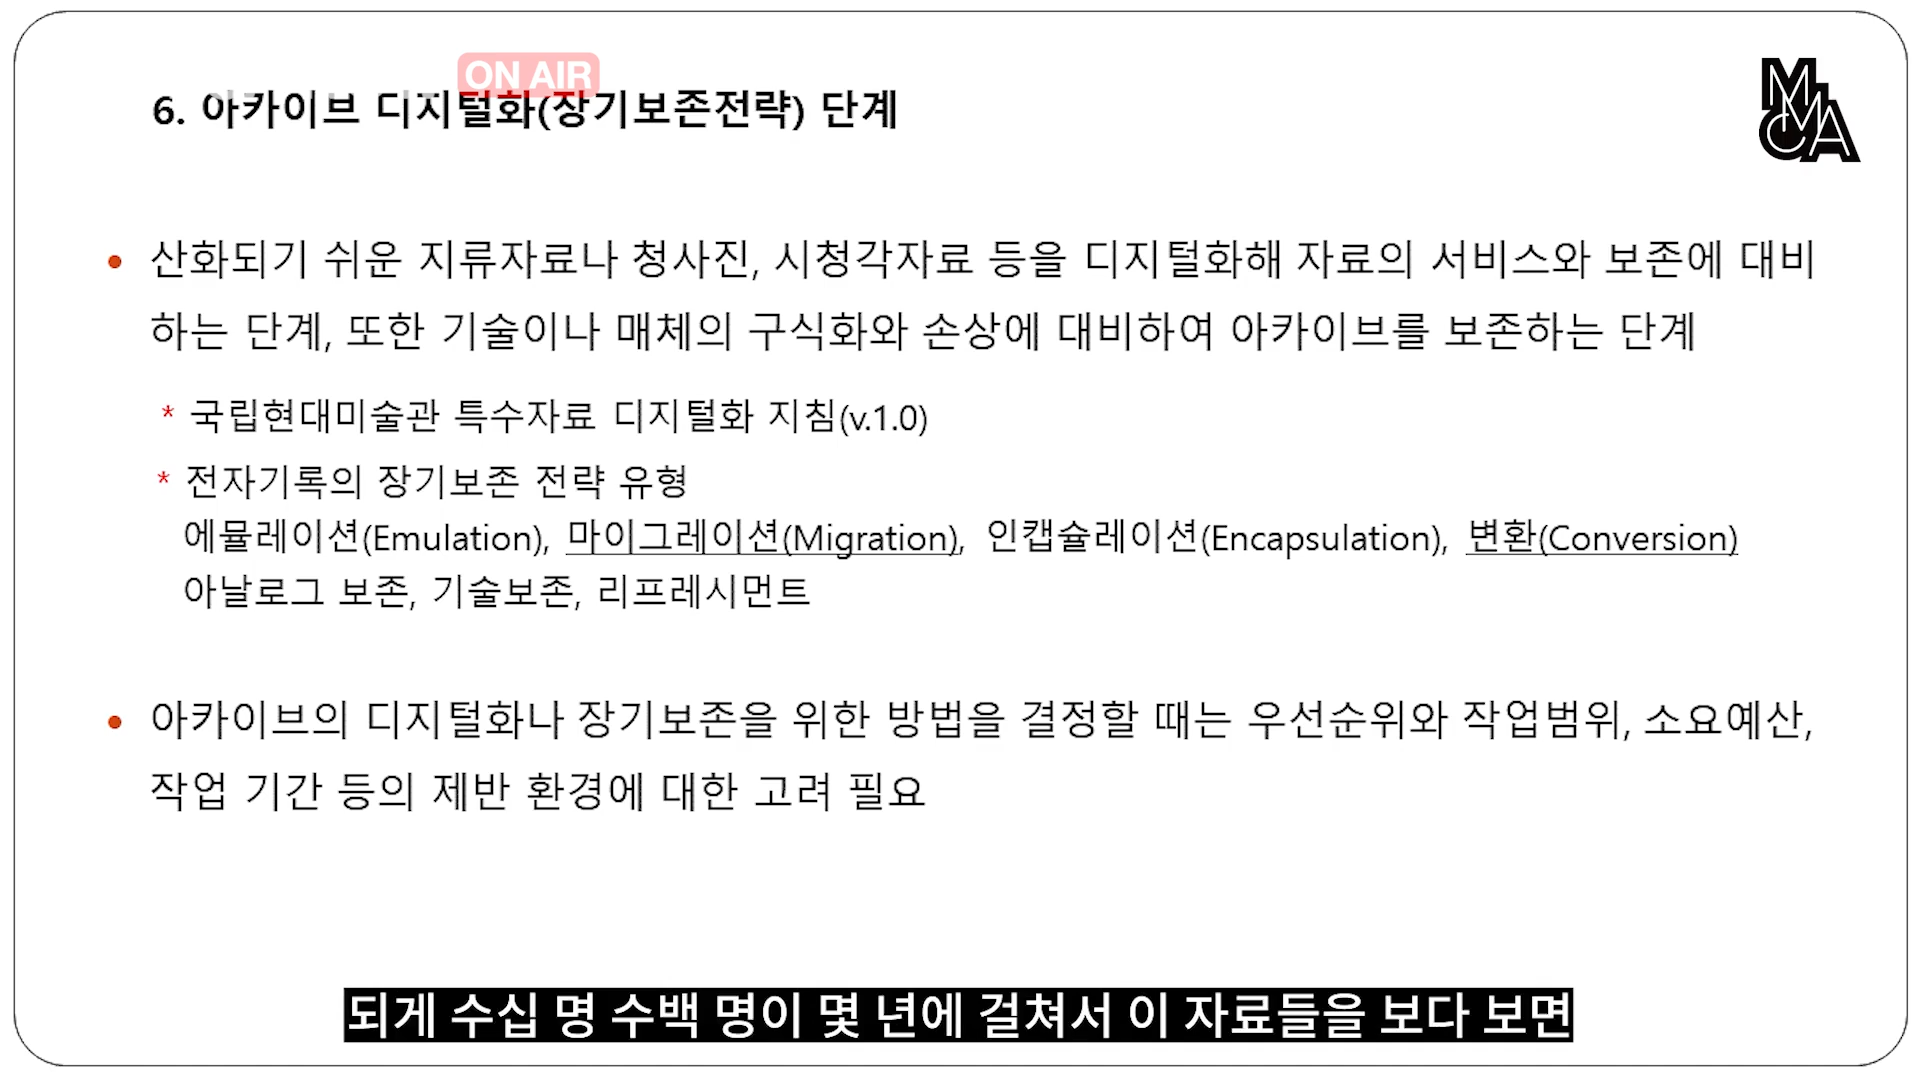 ON AIR
6. 아카이브 디지털화(장기보존전략) 단계
MMCA
• 산화되기 쉬운 지류자료나 청사진, 시청각자료 등을 디지털화해 자료의 서비스와 보존에 대비
하는 단계, 또한 기술이나 매체의 구식화와 손상에 대비하여 아카이브를 보존하는 단계
* 국립현대미술관 특수자료 디지털화 지침(v.1.0)
* 전자기록의 장기보존 전략 유형
에뮬레이션(Emulation), 마이그레이션(Migration), 인캡슐레이션(Encapsulation), 변환(Conversion)
아날로그 보존, 기술보존, 리프레시먼트
• 아카이브의 디지털화나 장기보존을 위한 방법을 결정할 때는 우선순위와 작업범위, 소요예산,
작업 기간 등의 제반 환경에 대한 고려 필요
되게 수십 명 수백 명이 몇 년에 걸쳐서 이 자료들을 보다 보면